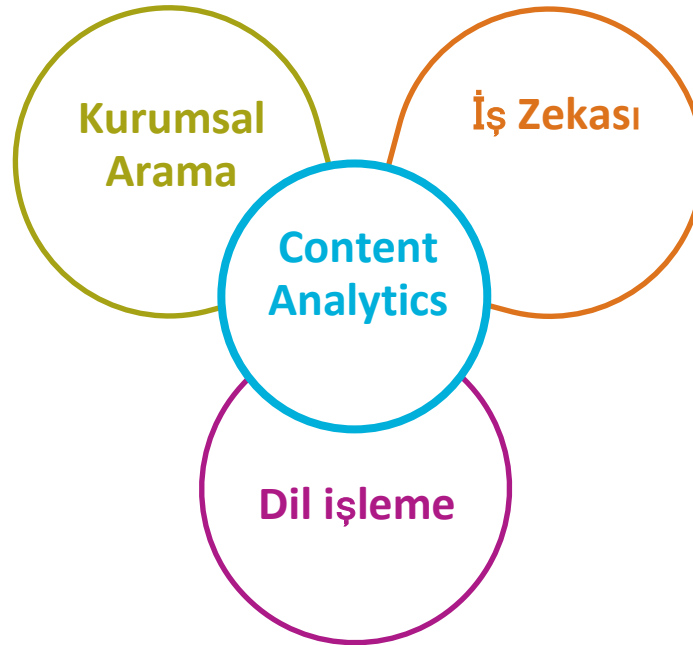 Kurumsal
Arama
İş Zekası
Content
Analytics
Dil işleme